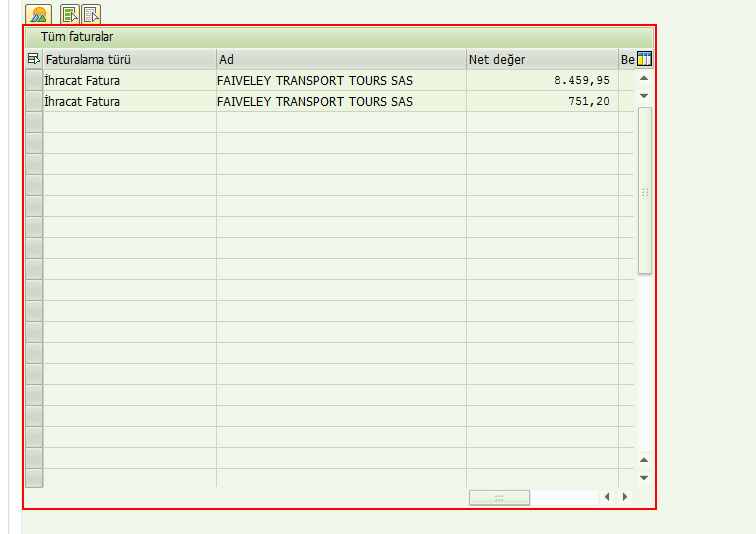 Tüm faturalar
Faturalama türü Ad Net değer Be
İhracat Fatura FAIVELEY TRANSPORT TOURS SAS 8.459,95
İhracat Fatura FAIVELEY TRANSPORT TOURS SAS 751,20